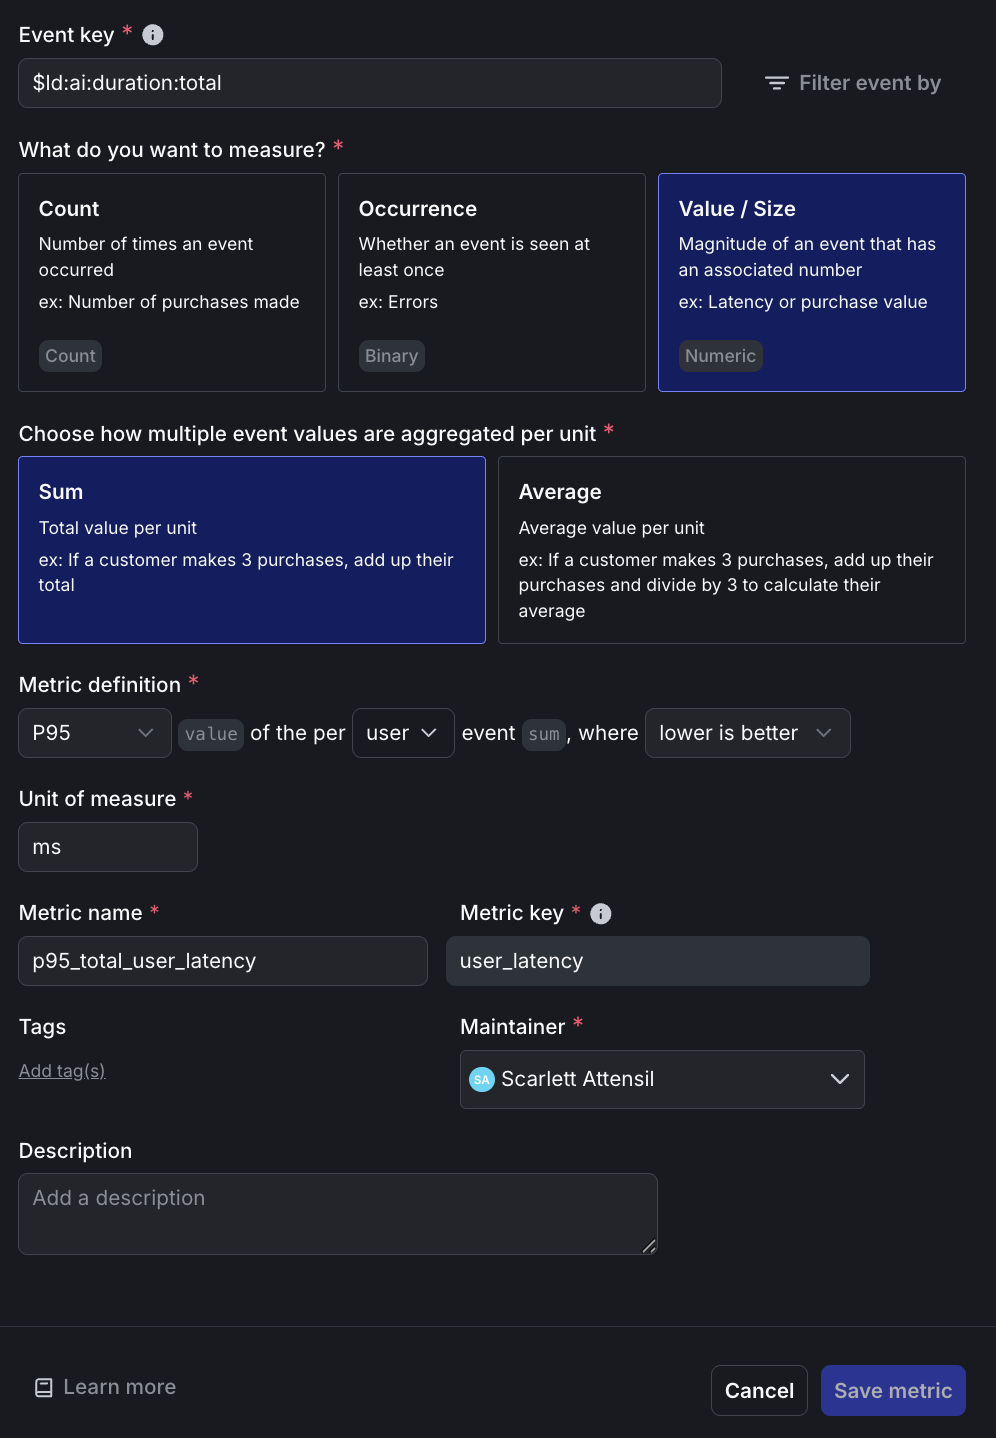 Event key *
$ld:ai:duration:total
Filter event by
What do you want to measure? *
Count
Number of times an event
occurred
ex: Number of purchases made
Count
Occurrence
Whether an event is seen at
least once
ex: Errors
Binary
Value / Size
Magnitude of an event that has
an associated number
ex: Latency or purchase value
Numeric
Choose how multiple event values are aggregated per unit *
Sum
Total value per unit
ex: If a customer makes 3 purchases, add up their
total
Average
Average value per unit
ex: If a customer makes 3 purchases, add up their
purchases and divide by 3 to calculate their
average
Metric definition *
P95 value of the per user event sum, where lower is better
Unit of measure *
ms
Metric name *
p95_total_user_latency
Metric key *
user_latency
Tags
Add tag(s)
Maintainer *
SA Scarlett Attensil
Description
Add a description
Learn more
Cancel
Save metric